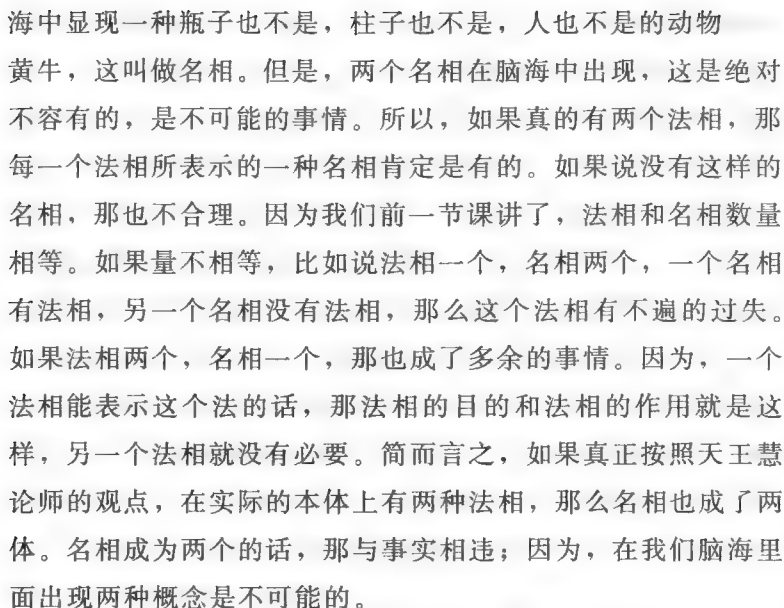 海中显现一种瓶子也不是，柱子也不是，人也不是的动物
黄牛，这叫做名相。但是，两个名相在脑海中出现，这是绝对
不容有的，是不可能的事情。所以，如果真的有两个法相，那
每一个法相所表示的一种名相肯定是有的。如果说没有这样的
名相，那也不合理。因为我们前一节课讲了，法相和名相数量
相等。如果量不相等，比如说法相一个，名相两个，一个名相
有法相，另一个名相没有法相，那么这个法相有不遍的过失。
如果法相两个，名相一个，那也成了多余的事情。因为，一个
法相能表示这个法的话，那法相的目的和法相的作用就是这
样，另一个法相就没有必要。简而言之，如果真正按照天王慧
论师的观点，在实际的本体上有两种法相，那么名相也成了两
体。名相成为两个的话，那与事实相违；因为，在我们脑海里
面出现两种概念是不可能的。